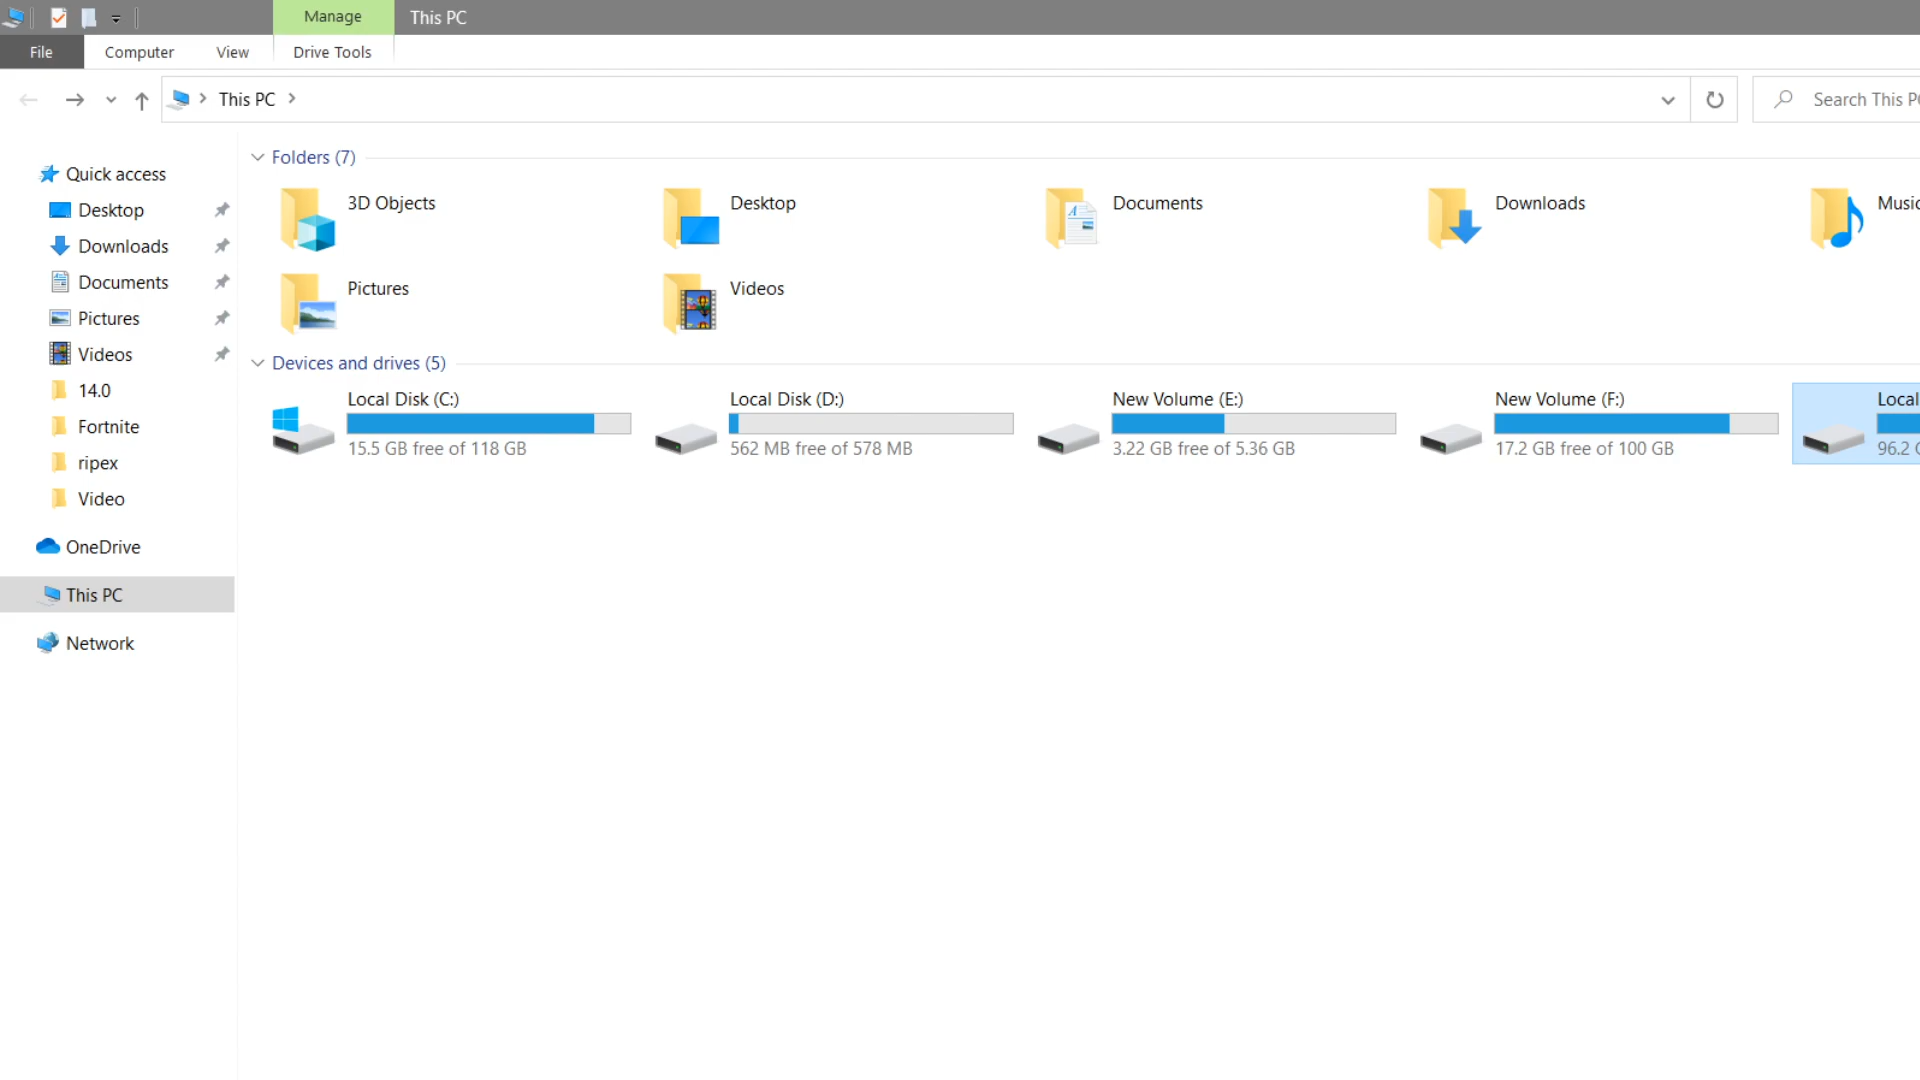 Manage
This PC
File
Computer
View
Drive Tools
This PC
Search This PC
Quick access
Desktop
Downloads
Documents
Pictures
Videos
14.0
Fortnite
ripex
Video
OneDrive
This PC
Network
Folders (7)
3D Objects
Desktop
Documents
Downloads
Music
Pictures
Videos
Devices and drives (5)
Local Disk (C:)
15.5 GB free of 118 GB
Local Disk (D:)
562 MB free of 578 MB
New Volume (E:)
3.22 GB free of 5.36 GB
New Volume (F:)
17.2 GB free of 100 GB
Local
96.2